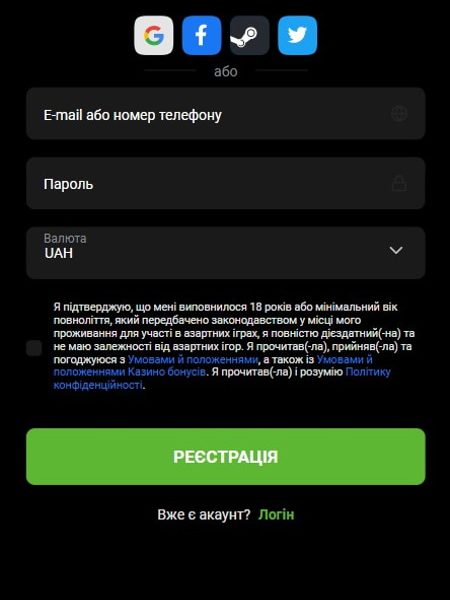 або
E-mail або номер телефону
Пароль
Валюта
UAH
Я підтверджую, що мені виповнилося 18 років або мінімальний вік
повноліття, який передбачено законодавством у місці мого
проживання для участі в азартних іграх, я повністю дієздатний(-на) та
не маю залежності від азартних ігор. Я прочитав(-ла), прийняв(-ла) та
погоджуюся з Умовами й положеннями, а також із Умовами й
положеннями Казино бонусів. Я прочитав(-ла) і розумію Політику
конфіденційності.
РЕЄСТРАЦІЯ
Вже є акаунт? Логін